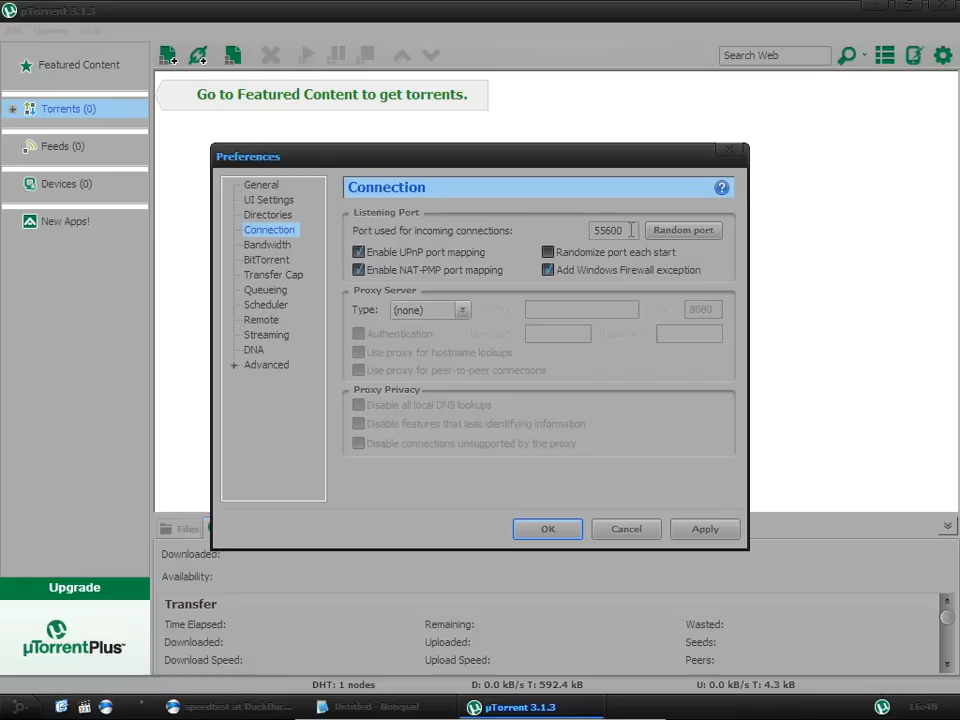 µTorrent 3.1.3
Help
Search Web
Featured Content
Go to Featured Content to get torrents.
Torrents (0)
Feeds (0)
Devices (0)
New Apps!
Preferences
General
UI Settings
Directories
Connection
Bandwidth
BitTorrent
Transfer Cap
Queueing
Scheduler
Remote
Streaming
DNA
Advanced
Connection
Listening Port
Port used for incoming connections: 55600 Random port
Enable UPnP port mapping Randomize port each start
Enable NAT-PMP port mapping Add Windows Firewall exception
Proxy Server
Type: (none) 8080
Authentication
Use proxy for hostname lookups
Use proxy for peer-to-peer connections
Proxy Privacy
Disable all local DNS lookups
Disable features that leak identifying information
Disable connections unsupported by the proxy
OK Cancel Apply
Files
Downloaded:
Availability:
Transfer
Time Elapsed: Remaining: Wasted:
Downloaded: Uploaded: Seeds:
Download Speed: Upload Speed: Peers:
Upgrade
µTorrentPlus
DHT: 1 nodes D: 0.0 kB/s T: 592.4 kB U: 0.0 kB/s T: 4.3 kB
speedtest at DuckDuc... Untitled - Notepad µTorrent 3.1.3 16:48